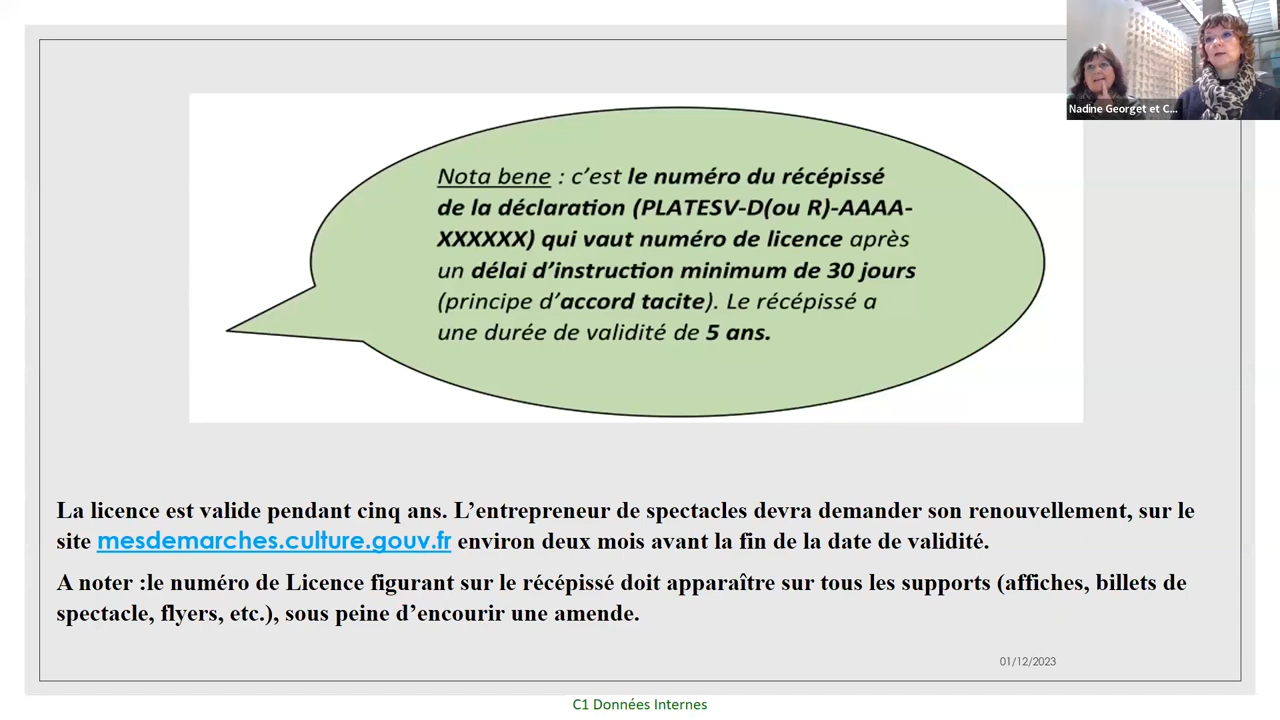 Nadine Georget et C...
Nota bene : c’est le numéro du récépissé
de la déclaration (PLATESV-D(ou R)-AAAA-
XXXXXX) qui vaut numéro de licence après
un délai d’instruction minimum de 30 jours
(principe d’accord tacite). Le récépissé a
une durée de validité de 5 ans.
La licence est valide pendant cinq ans. L’entrepreneur de spectacles devra demander son renouvellement, sur le
site mesdemarches.culture.gouv.fr environ deux mois avant la fin de la date de validité.
A noter :le numéro de Licence figurant sur le récépissé doit apparaître sur tous les supports (affiches, billets de
spectacle, flyers, etc.), sous peine d’encourir une amende.
01/12/2023
C1 Données Internes